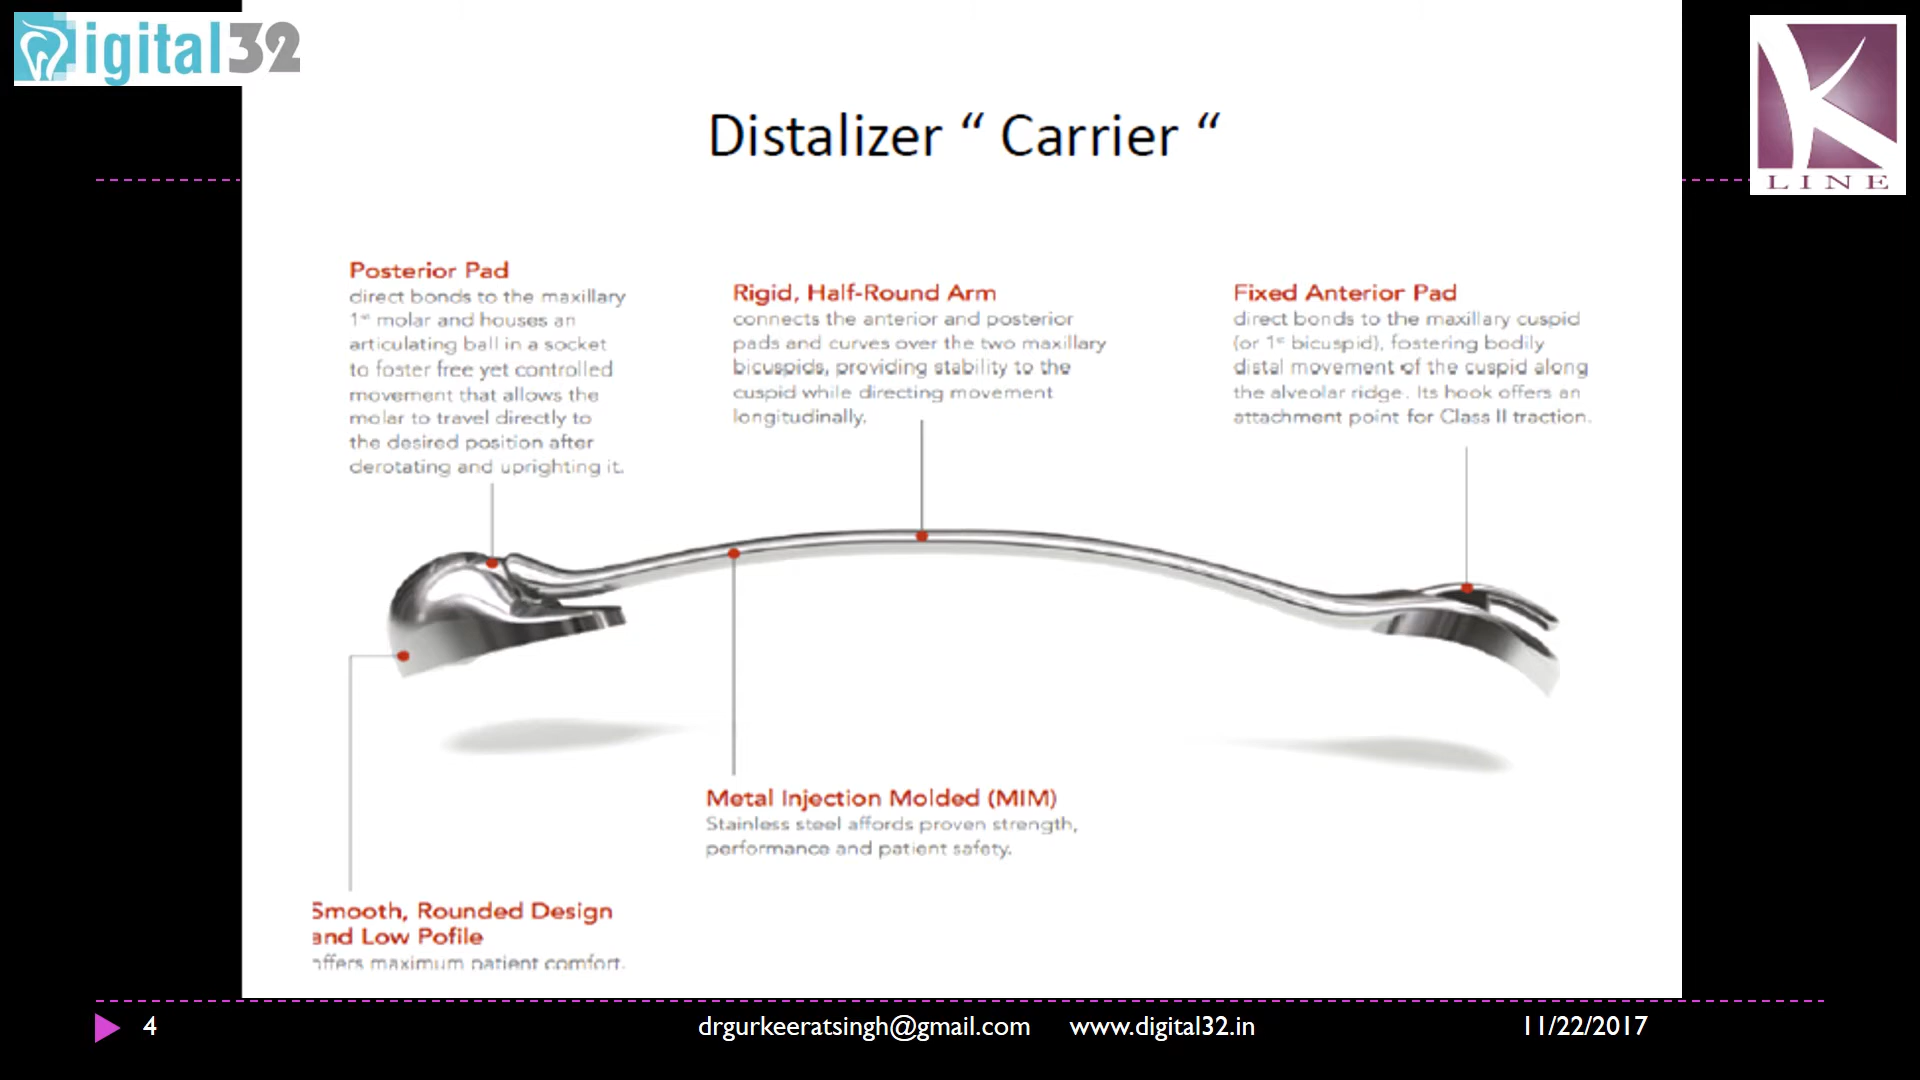 igital32
K
LINE
Distalizer “ Carrier “
Posterior Pad
direct bonds to the maxillary
1st molar and houses an
articulating ball in a socket
to foster free yet controlled
movement that allows the
molar to travel directly to
the desired position after
derotating and uprighting it.
Rigid, Half-Round Arm
connects the anterior and posterior
pads and curves over the two maxillary
bicuspids, providing stability to the
cuspid while directing movement
longitudinally.
Fixed Anterior Pad
direct bonds to the maxillary cuspid
(or 1st bicuspid), fostering bodily
distal movement of the cuspid along
the alveolar ridge. Its hook offers an
attachment point for Class II traction.
Metal Injection Molded (MIM)
Stainless steel affords proven strength,
performance and patient safety.
Smooth, Rounded Design
and Low Pofile
offers maximum patient comfort.
4
drgurkeeratsingh@gmail.com www.digital32.in
11/22/2017